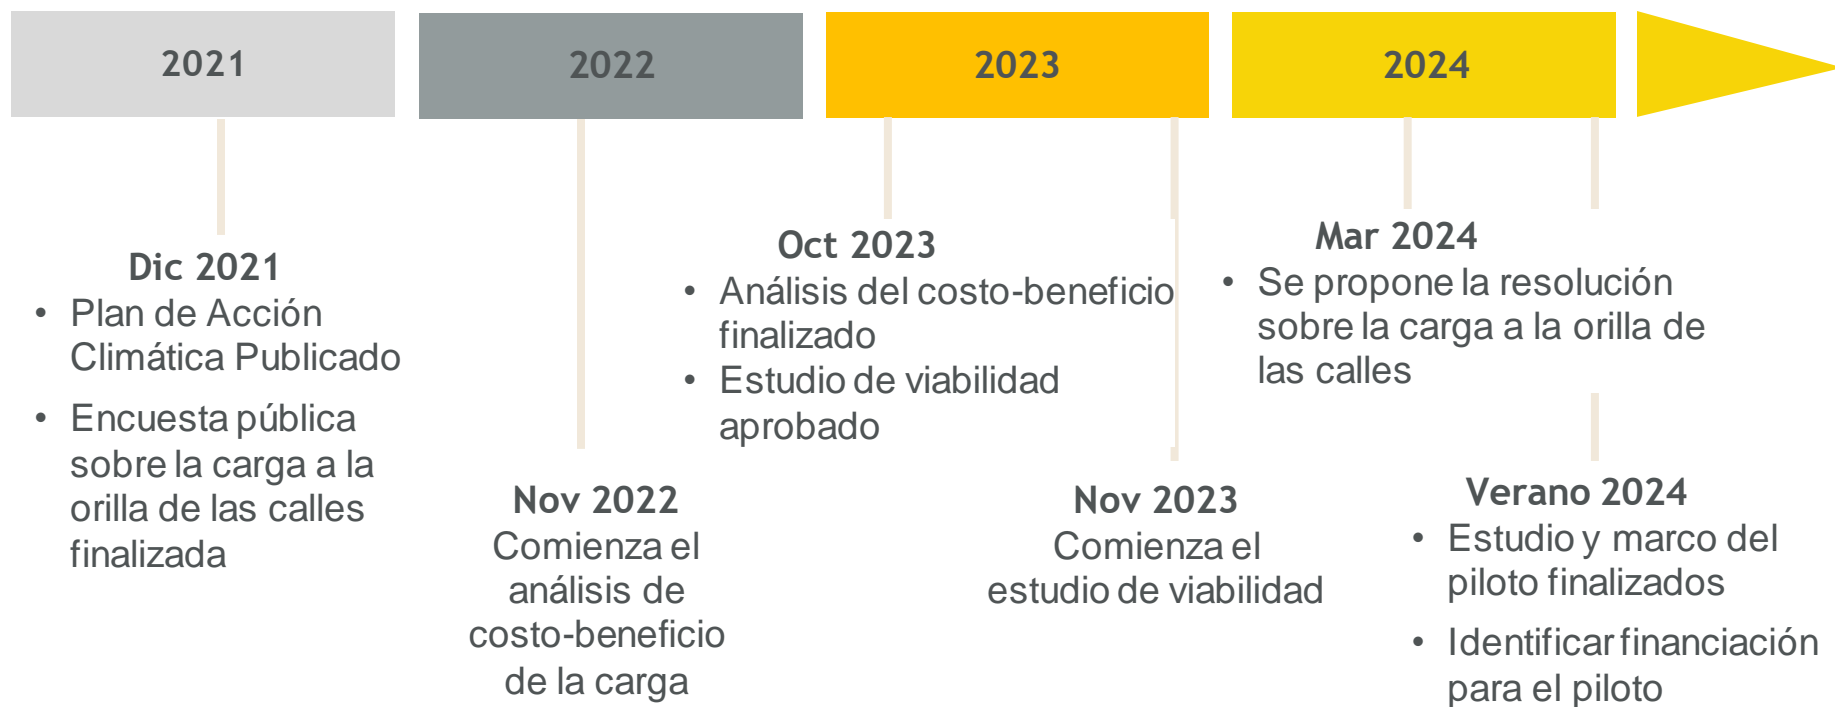 2021
2022
2023
2024
Dic 2021
• Plan de Acción
Climática Publicado
• Encuesta pública
sobre la carga a la
orilla de las calles
finalizada
Nov 2022
Comienza el
análisis de
costo-beneficio
de la carga
Oct 2023
• Análisis del costo-beneficio
finalizado
• Estudio de viabilidad
aprobado
Nov 2023
Comienza el
estudio de viabilidad
Mar 2024
• Se propone la resolución
sobre la carga a la orilla de
las calles
Verano 2024
• Estudio y marco del
piloto finalizados
• Identificar financiación
para el piloto